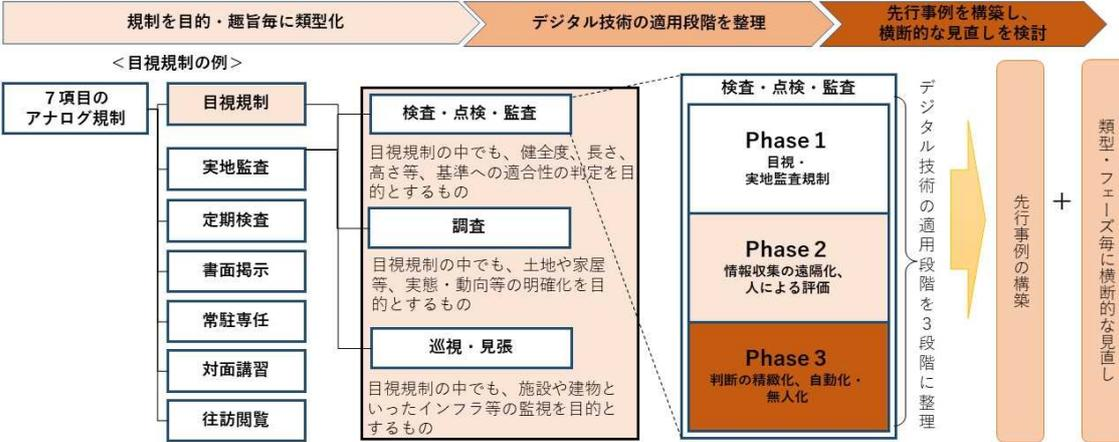 規制を目的・趣旨毎に類型化
デジタル技術の適用段階を整理
先行事例を構築し、
横断的な見直しを検討
＜目視規制の例＞
７項目の
アナログ規制
目視規制
実地監査
定期検査
書面掲示
常駐専任
対面講習
往訪閲覧
検査・点検・監査
目視規制の中でも、健全度、長さ、
高さ等、基準への適合性の判定を目
的とするもの
調査
目視規制の中でも、土地や家屋
等、実態・動向等の明確化を目
的とするもの
巡視・見張
目視規制の中でも、施設や建物と
いったインフラ等の監視を目的と
するもの
検査・点検・監査
Phase 1
目視・
実地監査規制
Phase 2
情報収集の遠隔化、
人による評価
Phase 3
判断の精緻化、自動化・
無人化
デジタル技術の適用段階を３段階に整理
先行事例の構築
＋
類型・フェーズ毎に横断的な見直し